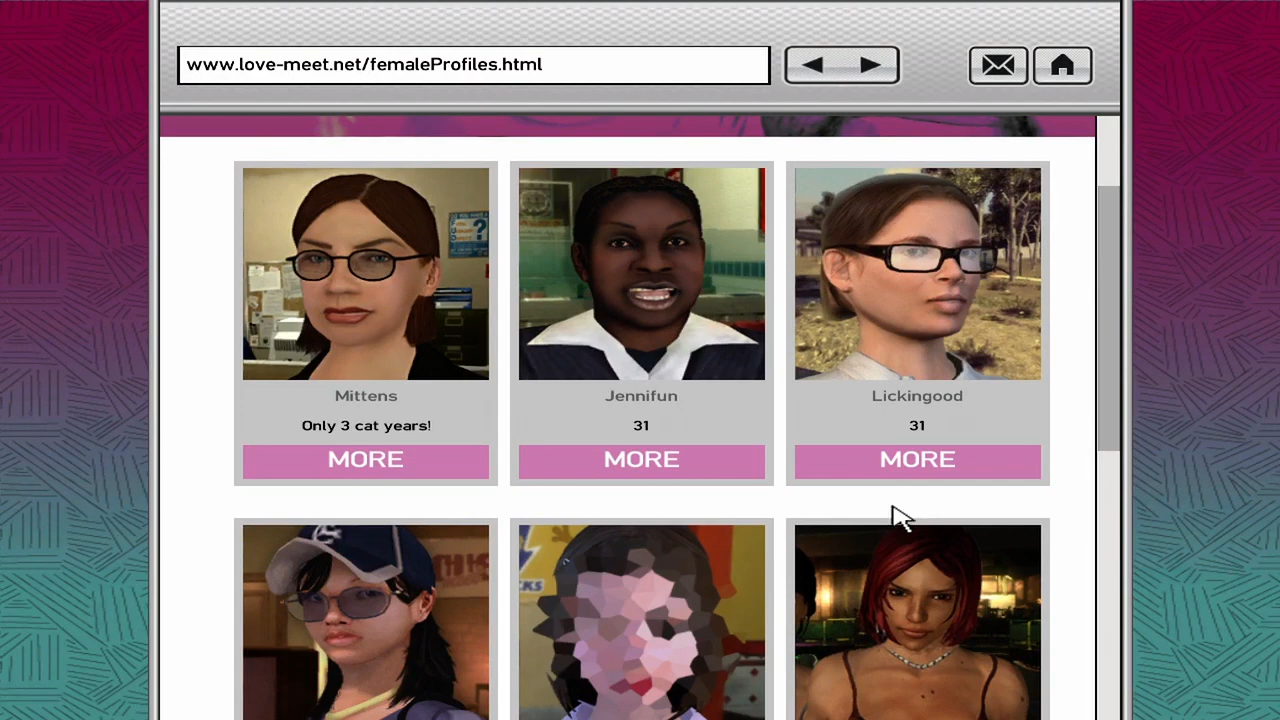 www.love-meet.net/femaleProfiles.html
Mittens
Only 3 cat years!
MORE
Jennifun
31
MORE
Lickingood
31
MORE